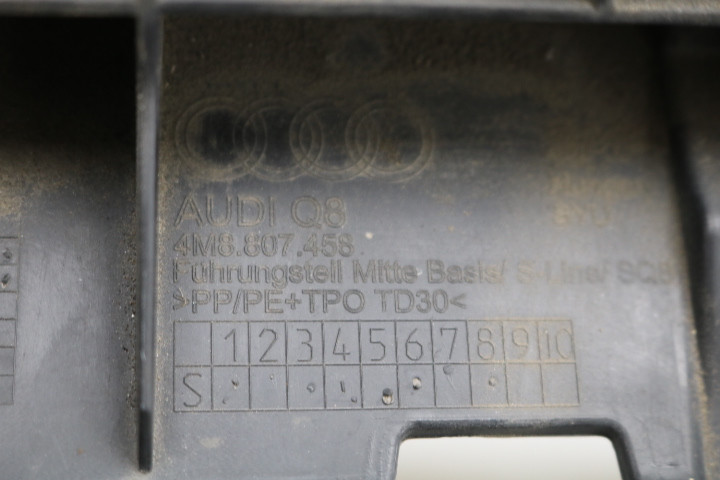 AUDI Q8
4M8.807.458
Führungsteil Mitte Basis/ S-Line/ SQ8
>PP/PE+TPO TD30<
1 2 3 4 5 6 7 8 9 10
S